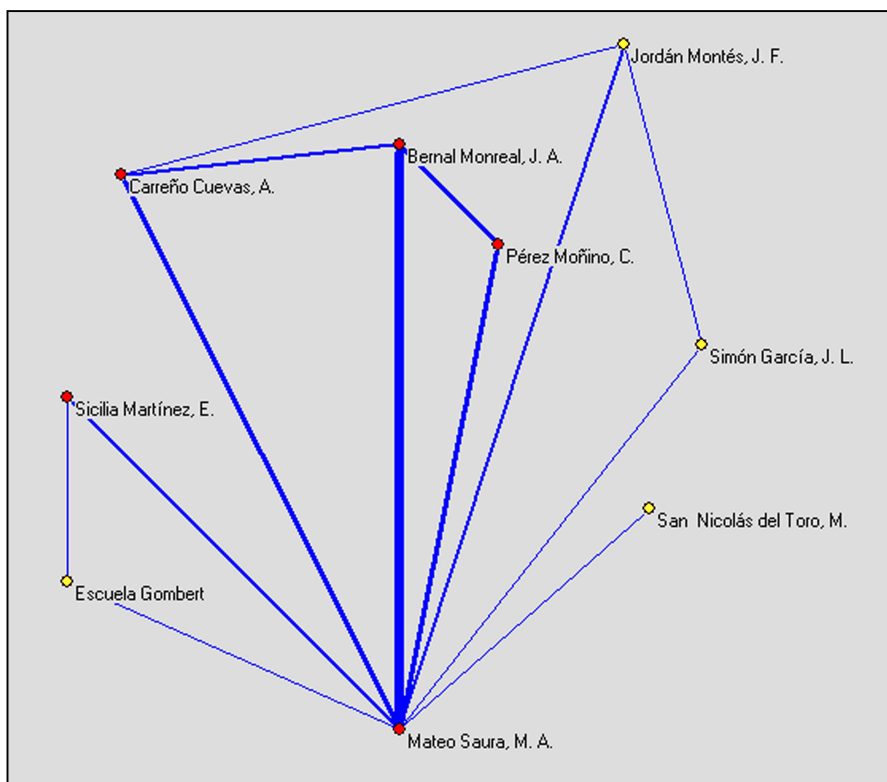 Jordán Montés, J. F.
Bernal Monreal, J. A.
Carreño Cuevas, A.
Pérez Moñino, C.
Simón García, J. L.
Sicilia Martínez, E.
San Nicolás del Toro, M.
Escuela Gombert
Mateo Saura, M. A.